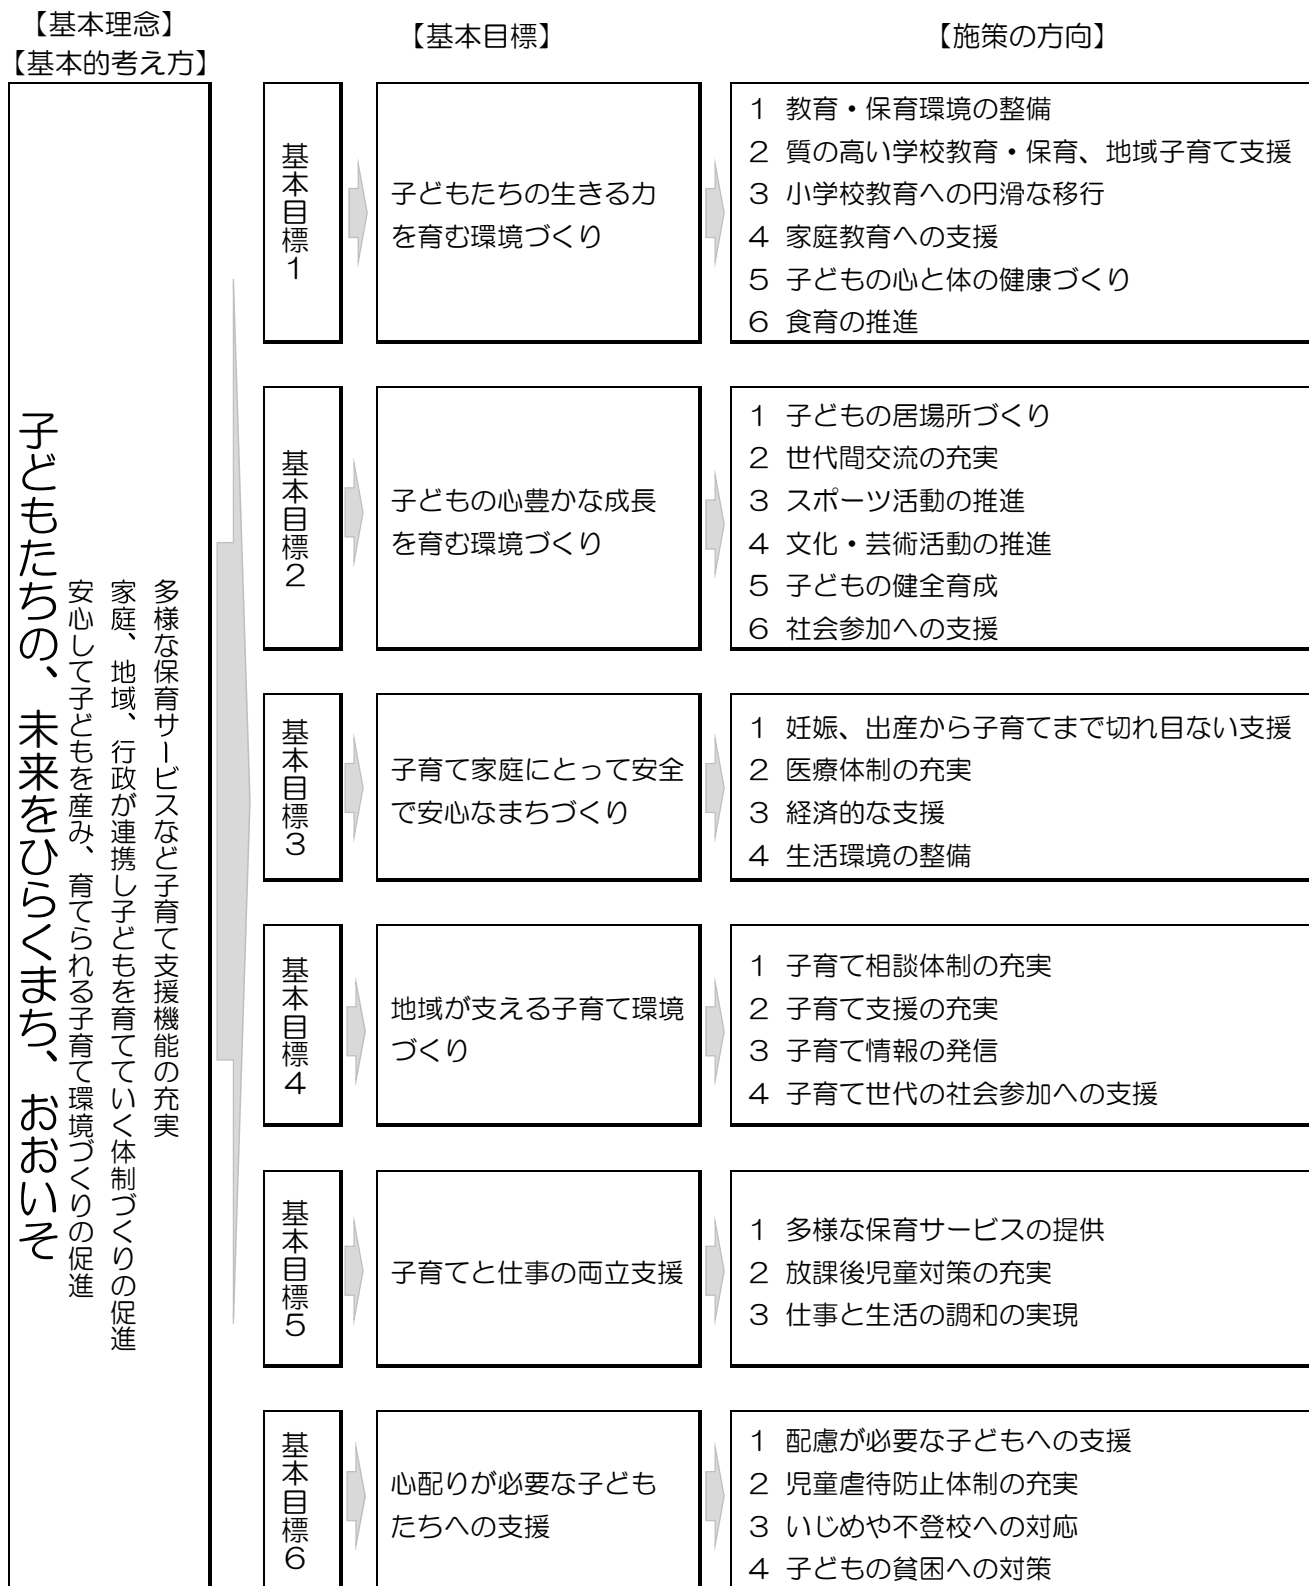 【基本理念】
【基本的考え方】
【基本目標】
【施策の方向】
子どもたちの、未来をひらくまち、おおいそ
安心して子どもを産み、育てられる子育て環境づくりの促進
家庭、地域、行政が連携し子どもを育てていく体制づくりの促進
多様な保育サービスなど子育て支援機能の充実
基本目標1
子どもたちの生きる力
を育む環境づくり
1 教育・保育環境の整備
2 質の高い学校教育・保育、地域子育て支援
3 小学校教育への円滑な移行
4 家庭教育への支援
5 子どもの心と体の健康づくり
6 食育の推進
基本目標2
子どもの心豊かな成長
を育む環境づくり
1 子どもの居場所づくり
2 世代間交流の充実
3 スポーツ活動の推進
4 文化・芸術活動の推進
5 子どもの健全育成
6 社会参加への支援
基本目標3
子育て家庭にとって安全
で安心なまちづくり
1 妊娠、出産から子育てまで切れ目ない支援
2 医療体制の充実
3 経済的な支援
4 生活環境の整備
基本目標4
地域が支える子育て環境
づくり
1 子育て相談体制の充実
2 子育て支援の充実
3 子育て情報の発信
4 子育て世代の社会参加への支援
基本目標5
子育てと仕事の両立支援
1 多様な保育サービスの提供
2 放課後児童対策の充実
3 仕事と生活の調和の実現
基本目標6
心配りが必要な子ども
たちへの支援
1 配慮が必要な子どもへの支援
2 児童虐待防止体制の充実
3 いじめや不登校への対応
4 子どもの貧困への対策